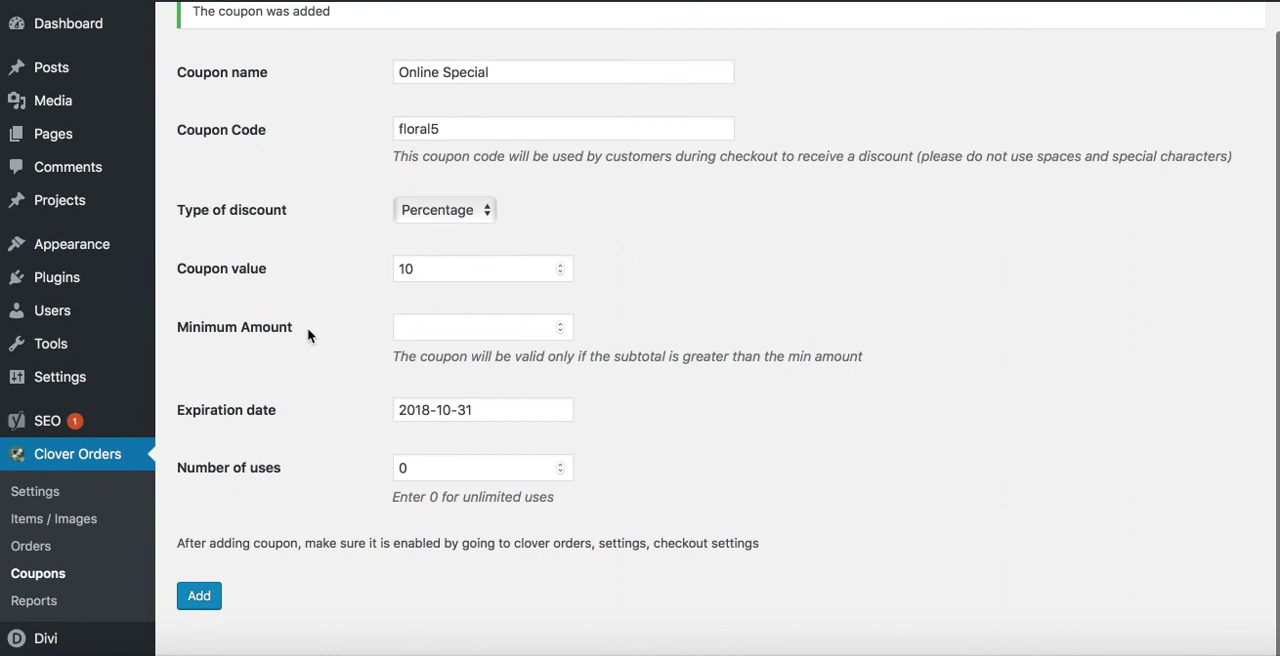 The coupon was added
Dashboard
Posts
Media
Pages
Comments
Projects
Appearance
Plugins
Users
Tools
Settings
SEO 1
Clover Orders
Settings
Items / Images
Orders
Coupons
Reports
Divi
Coupon name
Online Special
Coupon Code
floral5
This coupon code will be used by customers during checkout to receive a discount (please do not use spaces and special characters)
Type of discount
Percentage
Coupon value
10
Minimum Amount
The coupon will be valid only if the subtotal is greater than the min amount
Expiration date
2018-10-31
Number of uses
0
Enter 0 for unlimited uses
After adding coupon, make sure it is enabled by going to clover orders, settings, checkout settings
Add